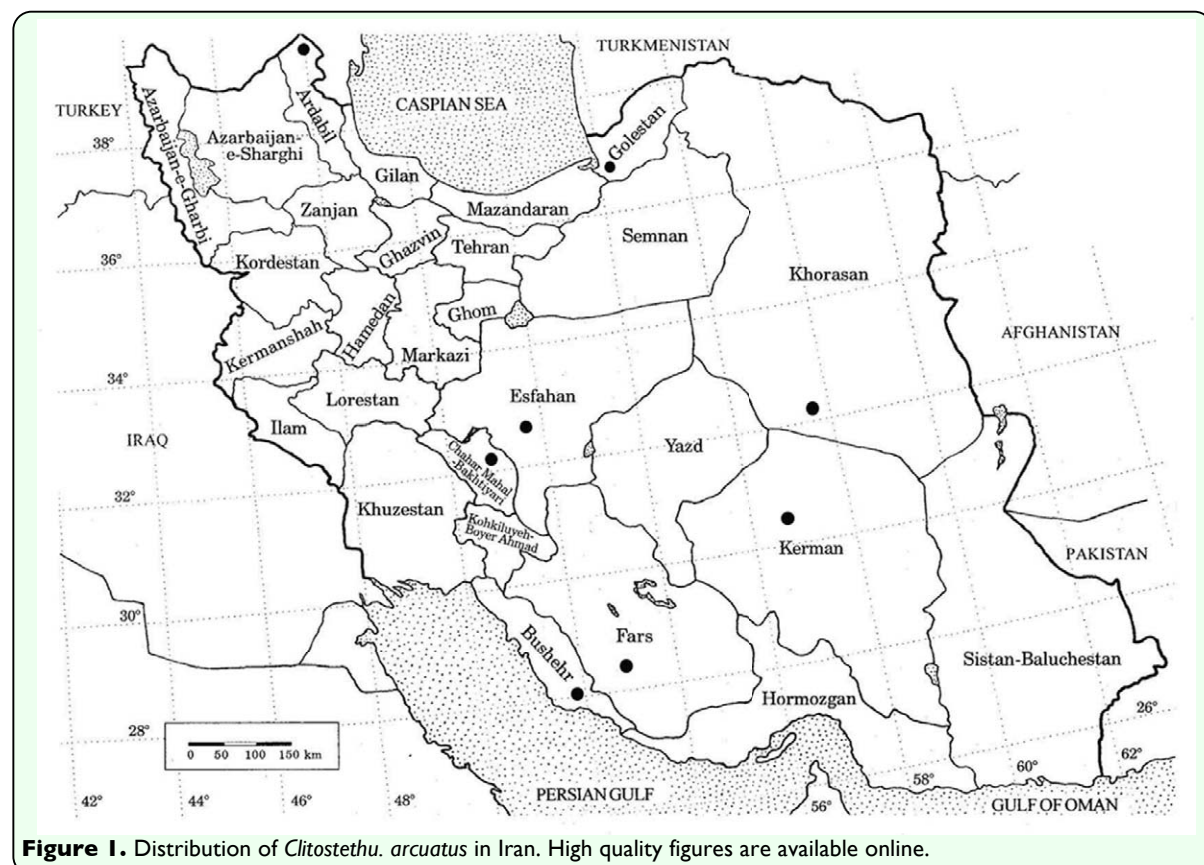 TURKMENISTAN
TURKEY
CASPIAN SEA
Azarbaijan-e-Gharbi
Azarbaijan-
e-Sharghi
Ardabil
Golestan
38°
Gilan
Zanjan
Mazandaran
Ghazvin
Tehran
Semnan
36°
Kordestan
Khorasan
Hamedan
Ghom
Kermanshah
Markazi
AFGHANISTAN
34°
Lorestan
Esfahan
IRAQ
Ilam
Yazd
Chahar Mahal
-Bakhtiyari
32°
Khuzestan
Kohkiluyeh-
Boyer Ahmad
Kerman
PAKISTAN
30°
Bushehr
Fars
Sistan-Baluchestan
Hormozgan
26°
28°
0 50 100 150 km
62°
60°
58°
56°
42°
44°
46°
48°
PERSIAN GULF
GULF OF OMAN
Figure 1. Distribution of Clitostethu. arcuatus in Iran. High quality figures are available online.